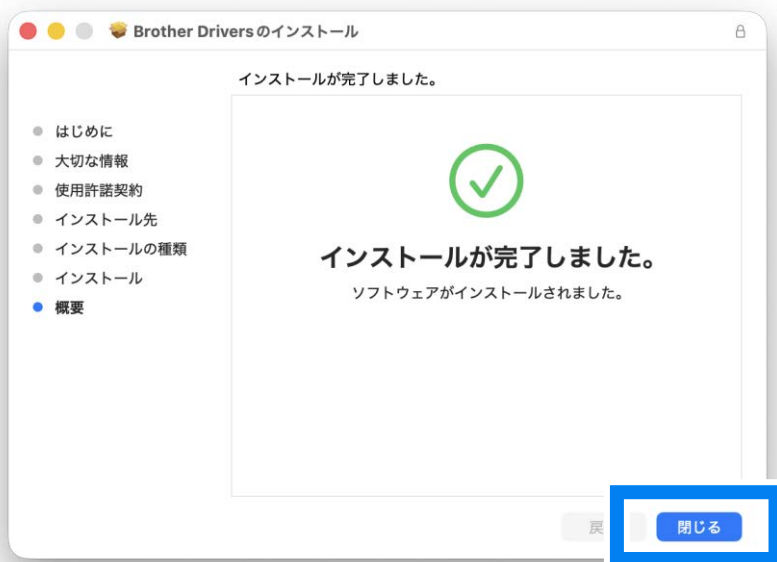 Brother Driversのインストール
インストールが完了しました。
はじめに
大切な情報
使用許諾契約
インストール先
インストールの種類
インストール
概要
インストールが完了しました。
ソフトウェアがインストールされました。
戻
閉じる